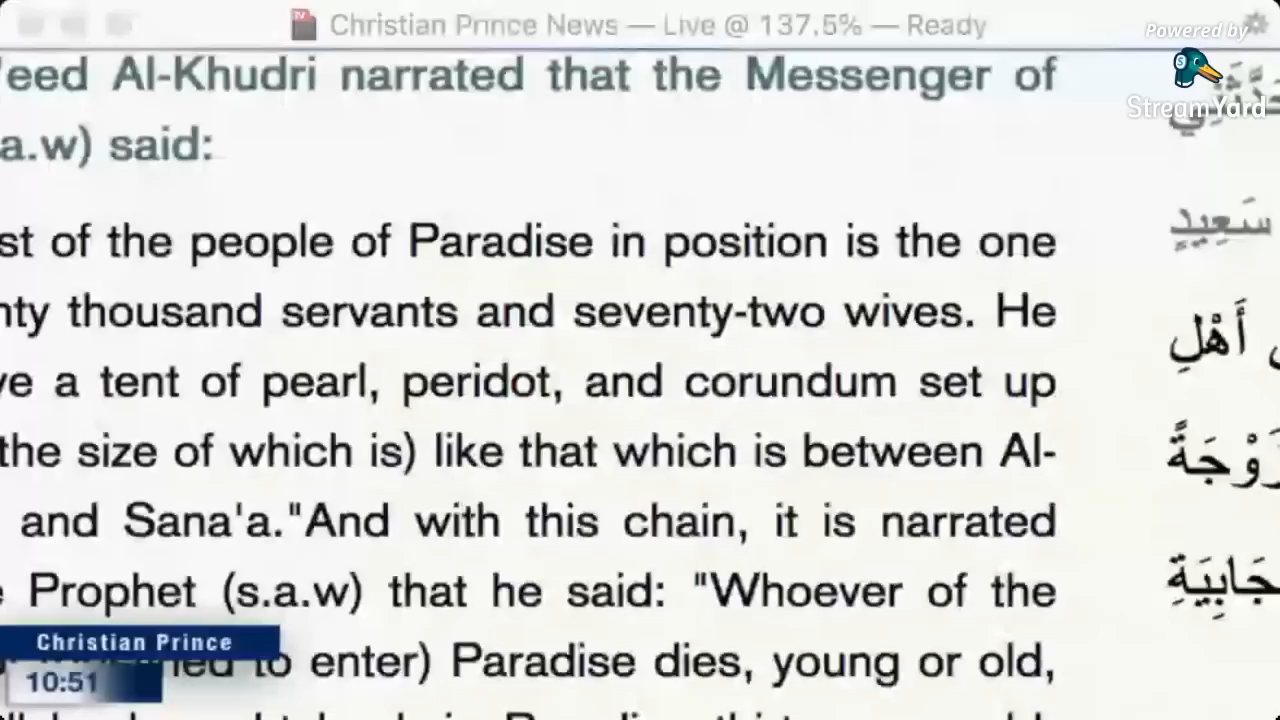 Christian Prince News — Live @ 137.5% — Ready
Powered by
StreamYard
'eed Al-Khudri narrated that the Messenger of
a.w) said:
st of the people of Paradise in position is the one
nty thousand servants and seventy-two wives. He
ve a tent of pearl, peridot, and corundum set up
the size of which is) like that which is between Al-
and Sana'a."And with this chain, it is narrated
e Prophet (s.a.w) that he said: "Whoever of the
ned to enter) Paradise dies, young or old,
سَعِيدٍ
أَهْلِ
زَوْجَةً
جَابِيَةِ
Christian Prince
10:51